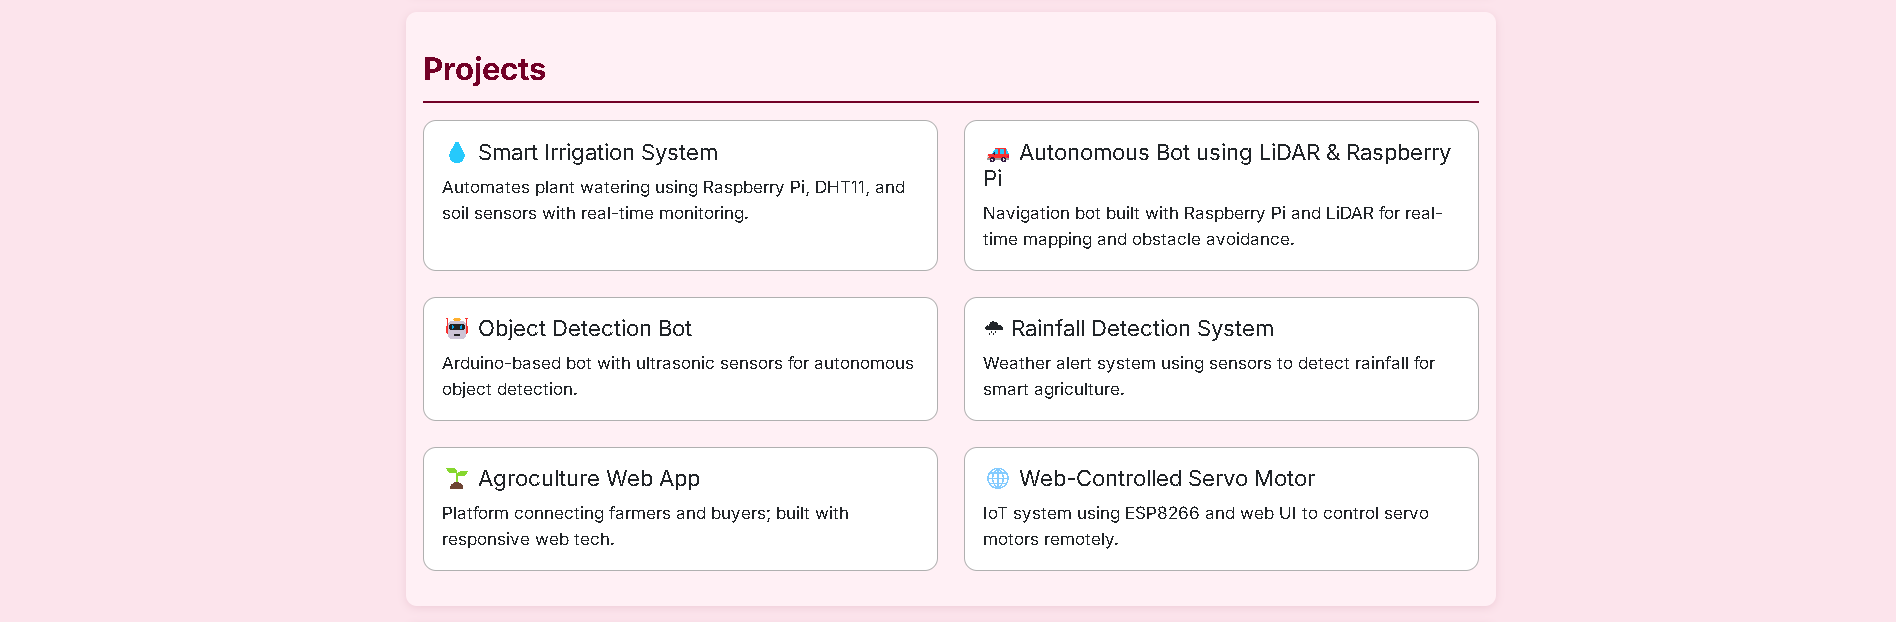 Projects
💧 Smart Irrigation System
Automates plant watering using Raspberry Pi, DHT11, and
soil sensors with real-time monitoring.
🚗 Autonomous Bot using LiDAR & Raspberry
Pi
Navigation bot built with Raspberry Pi and LiDAR for real-
time mapping and obstacle avoidance.
🤖 Object Detection Bot
Arduino-based bot with ultrasonic sensors for autonomous
object detection.
🌧 Rainfall Detection System
Weather alert system using sensors to detect rainfall for
smart agriculture.
🌱 Agroculture Web App
Platform connecting farmers and buyers; built with
responsive web tech.
🌐 Web-Controlled Servo Motor
IoT system using ESP8266 and web UI to control servo
motors remotely.